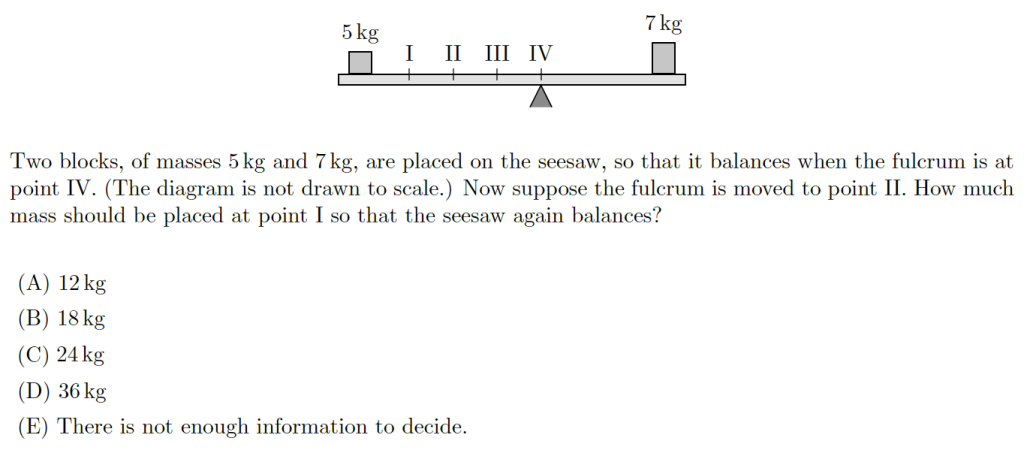 5 kg
7 kg
I II III IV
Two blocks, of masses 5 kg and 7 kg, are placed on the seesaw, so that it balances when the fulcrum is at
point IV. (The diagram is not drawn to scale.) Now suppose the fulcrum is moved to point II. How much
mass should be placed at point I so that the seesaw again balances?
(A) 12 kg
(B) 18 kg
(C) 24 kg
(D) 36 kg
(E) There is not enough information to decide.